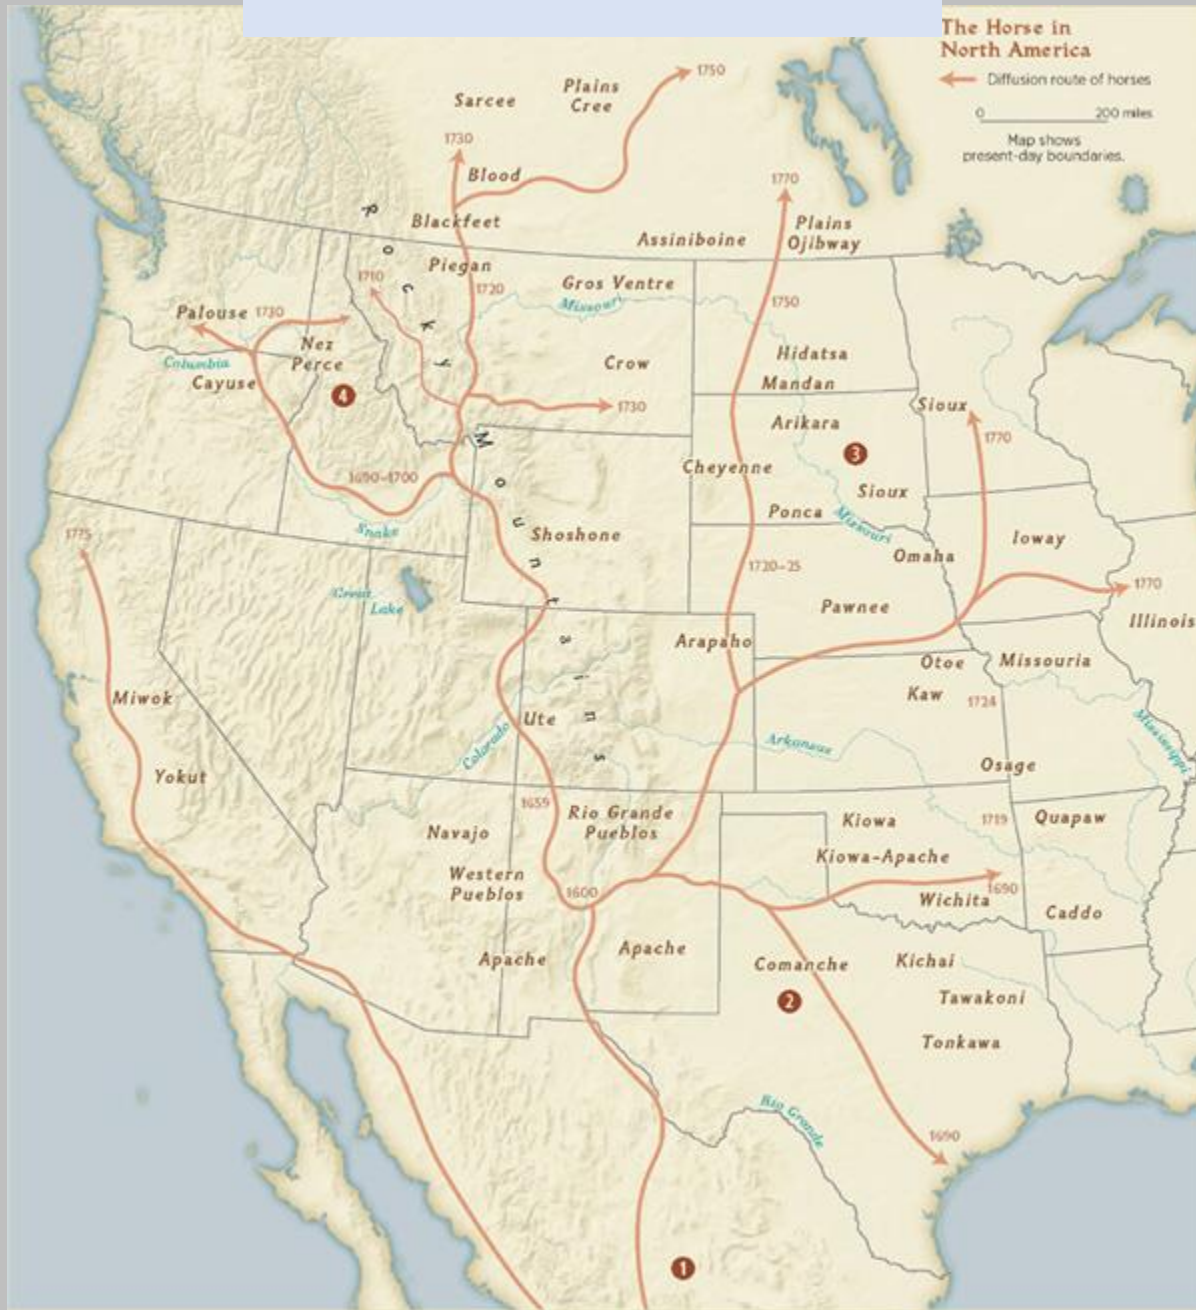 The Horse in
North America
Diffusion route of horses
0 200 miles
Map shows
present-day boundaries.
1750
Plains
Cree
Sarcee
1730
Blood
1770
Blackfeet
Plains
Ojibway
Assiniboine
Rocky Mountains
Piegan
1710
1720
Gros Ventre
Missouri
1750
Palouse 1730
Nez
Perce
Columbia
Cayuse
Hidatsa
Crow
Mandan
4
1730
Sioux
Arikara
1770
3
Cheyenne
1690–1700
Sioux
Ponca
Missouri
Snake
Shoshone
1775
Ioway
Omaha
1720–25
1770
Great
Lake
Pawnee
Illinois
Arapaho
Otoe
Missouria
Kaw
1724
Miwok
Ute
Mississippi
Colorado
Arkansas
Osage
Yokut
1659
Rio Grande
Pueblos
Kiowa
1719
Quapaw
Navajo
Kiowa-Apache
Western
Pueblos
1600
1690
Wichita
Caddo
Apache
Apache
Comanche
Kichai
2
Tawakoni
Tonkawa
Rio Grande
1690
1